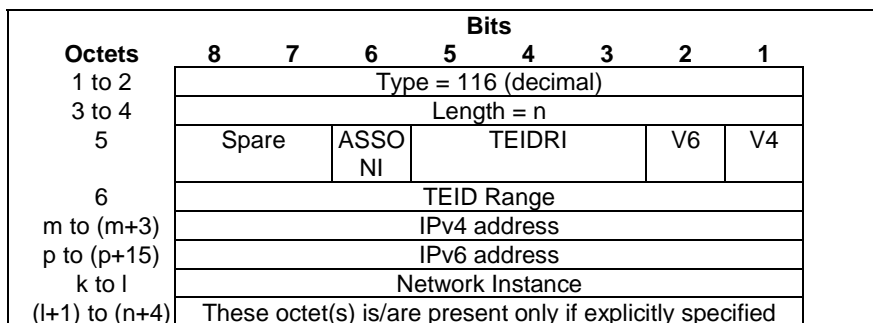 Bits
Octets 8 7 6 5 4 3 2 1
1 to 2 Type = 116 (decimal)
3 to 4 Length = n
5 Spare ASSO TEIDRI V6 V4
NI
6 TEID Range
m to (m+3) IPv4 address
p to (p+15) IPv6 address
k to l Network Instance
(l+1) to (n+4) These octet(s) is/are present only if explicitly specified